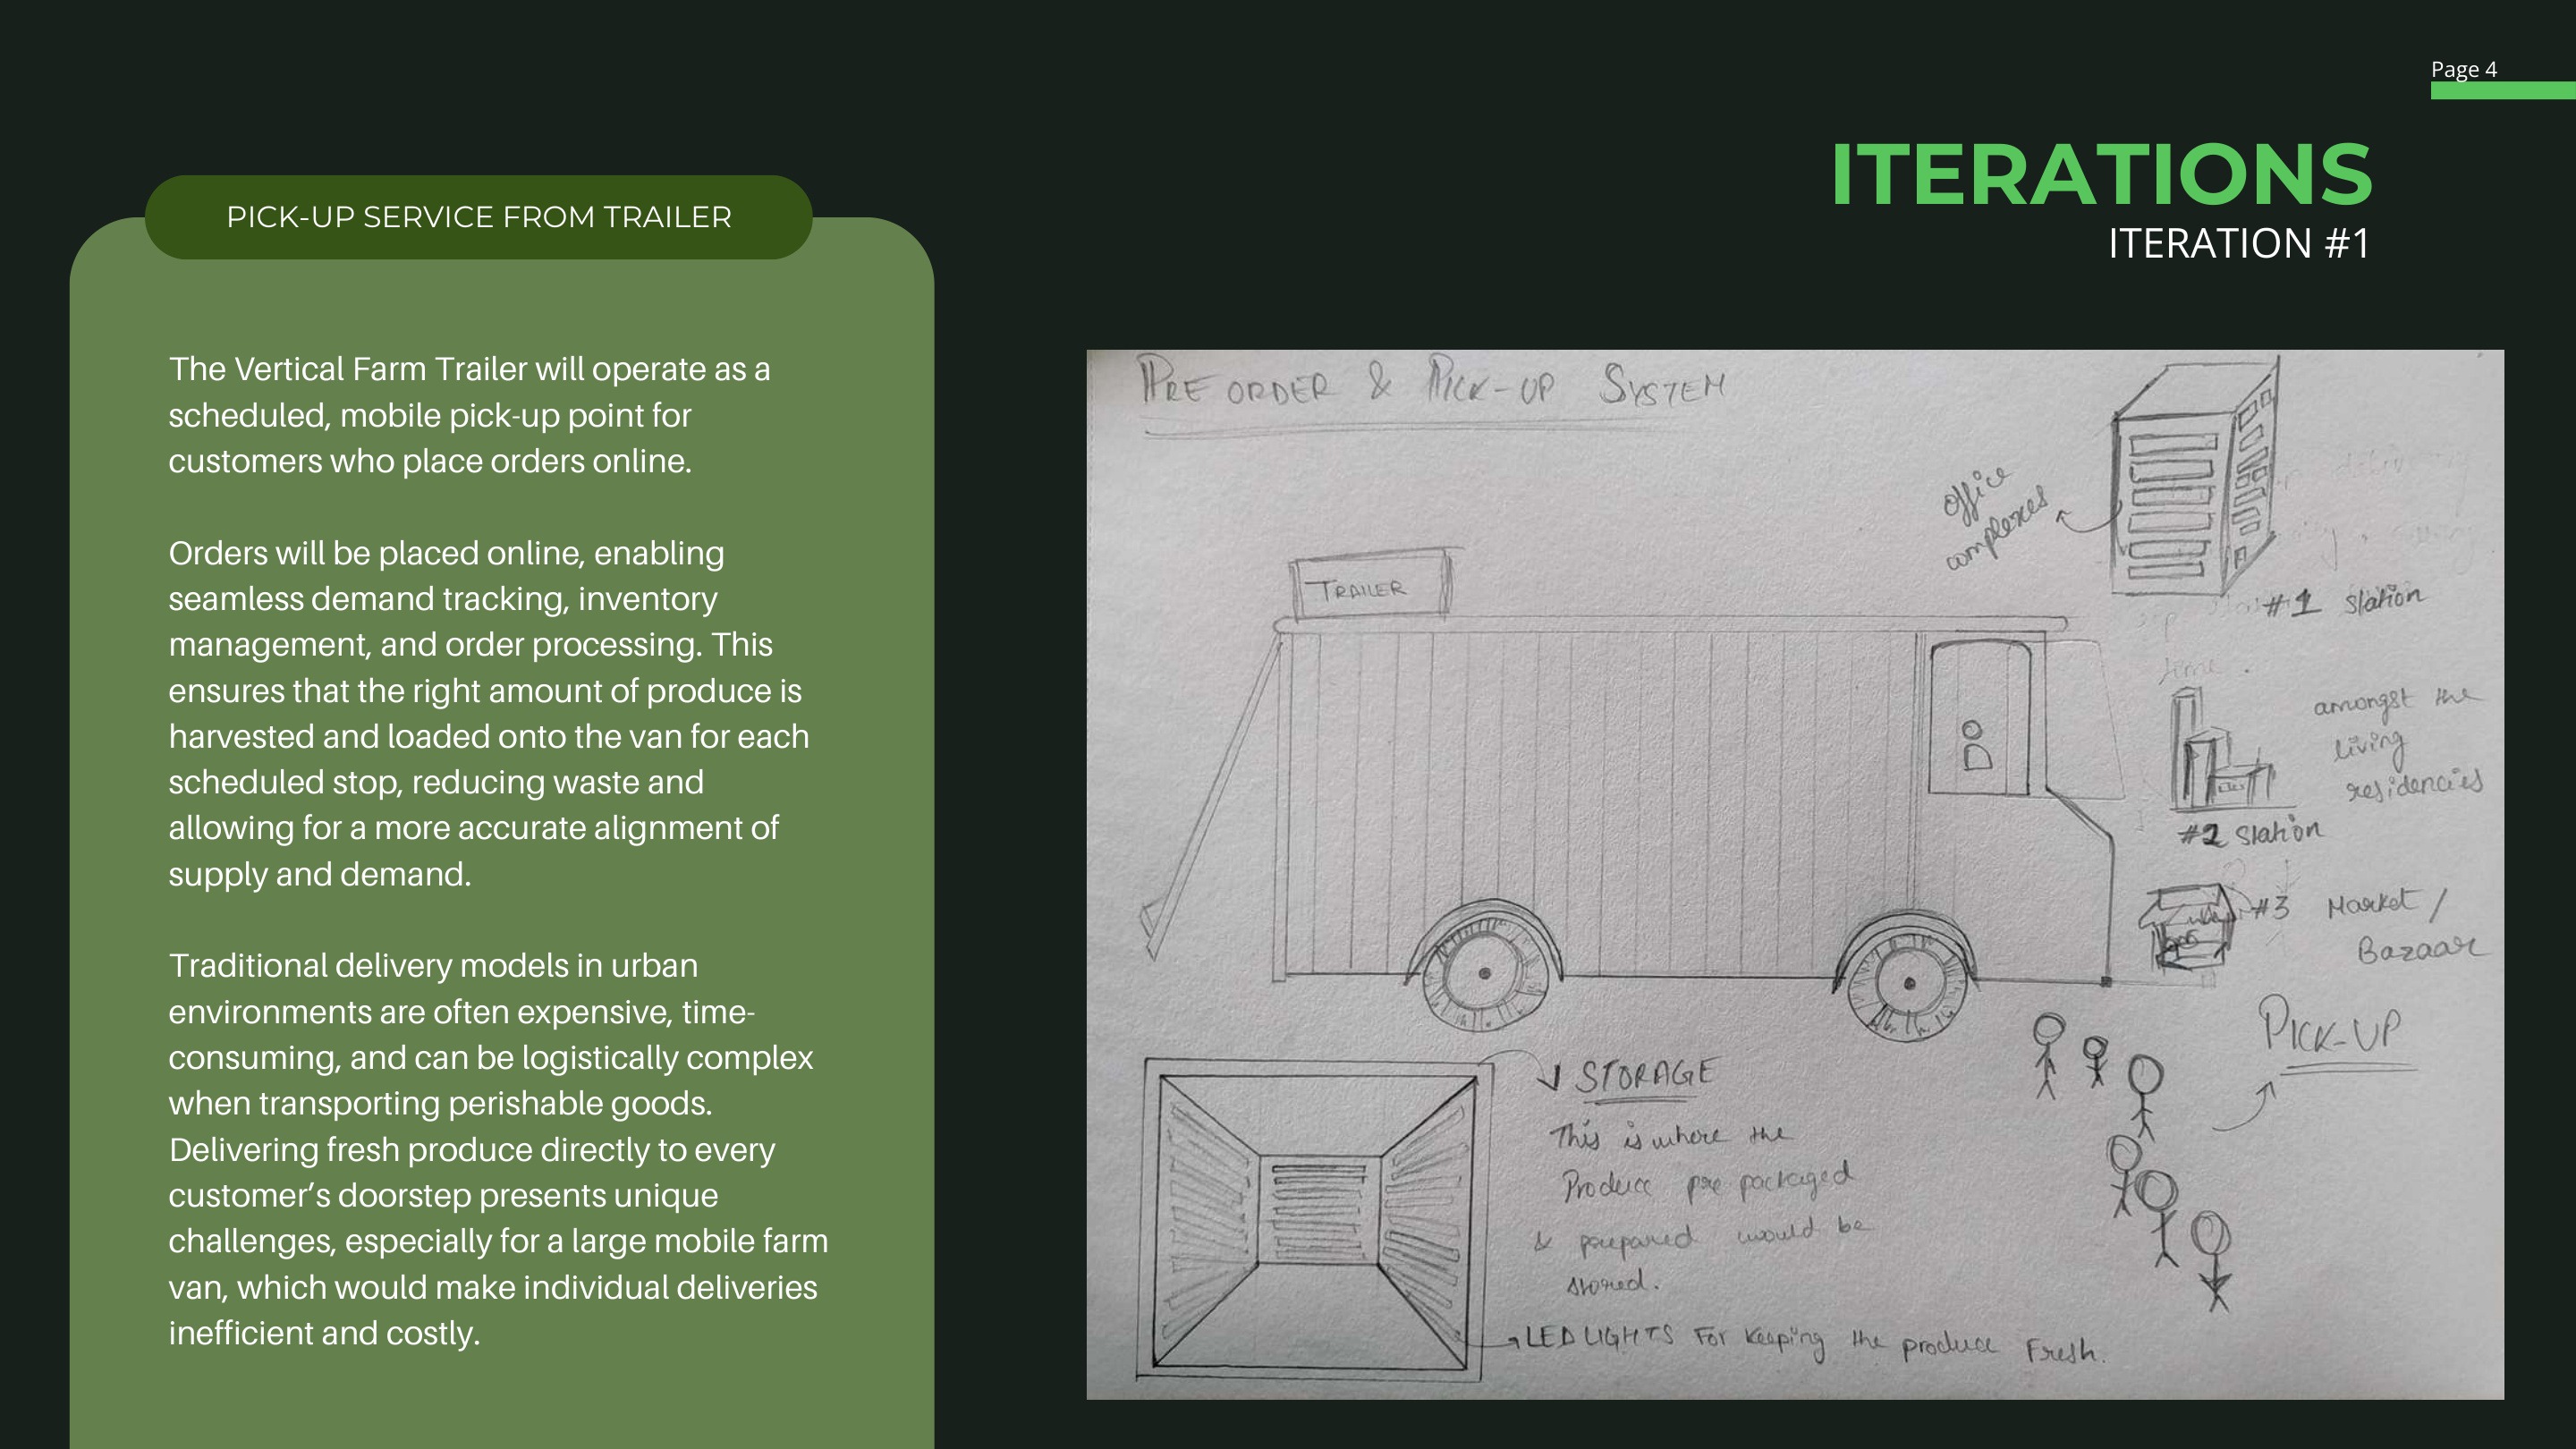 Page 4
ITERATIONS
ITERATION #1
PICK-UP SERVICE FROM TRAILER
The Vertical Farm Trailer will operate as a
scheduled, mobile pick-up point for
customers who place orders online.
Orders will be placed online, enabling
seamless demand tracking, inventory
management, and order processing. This
ensures that the right amount of produce is
harvested and loaded onto the van for each
scheduled stop, reducing waste and
allowing for a more accurate alignment of
supply and demand.
Traditional delivery models in urban
environments are often expensive, time-
consuming, and can be logistically complex
when transporting perishable goods.
Delivering fresh produce directly to every
customer’s doorstep presents unique
challenges, especially for a large mobile farm
van, which would make individual deliveries
inefficient and costly.
PRE ORDER & PICK-UP SYSTEM
office
complexes
#1 Station
TRAILER
amongst the
living
residencies
#2 Station
#3 Market /
Bazaar
PICK-UP
STORAGE
This is where the
Produce pre packaged
& prepared would be
stored.
LED LIGHTS For keeping the produce Fresh.